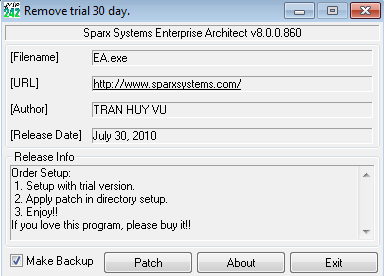 242
Remove trial 30 day.
Sparx Systems Enterprise Architect v8.0.0.860
[Filename] EA.exe
[URL] http://www.sparxsystems.com/
[Author] TRAN HUY VU
[Release Date] July 30, 2010
Release Info
Order Setup:
1. Setup with trial version.
2. Apply patch in directory setup.
3. Enjoy!!
If you love this program, please buy it!!
Make Backup Patch About Exit